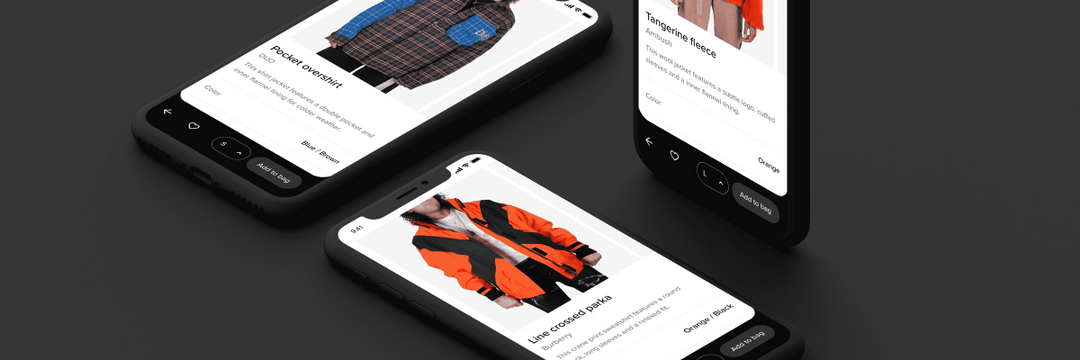 Pocket overshirt
DUO
This shirt jacket features a double pocket and
inner flannel lining for colder weather.
Color
Blue / Brown
S
Add to bag
9:41
Line crossed parka
Burberry
This crane print sweatshirt features a round
long sleeves and a relaxed fit.
Orange / Black
Add to bag
Tangerine fleece
Ambush
This wool jacket features a subtle logo, cuffed
sleeves and a inner flannel lining.
Color
Orange
L
Add to bag